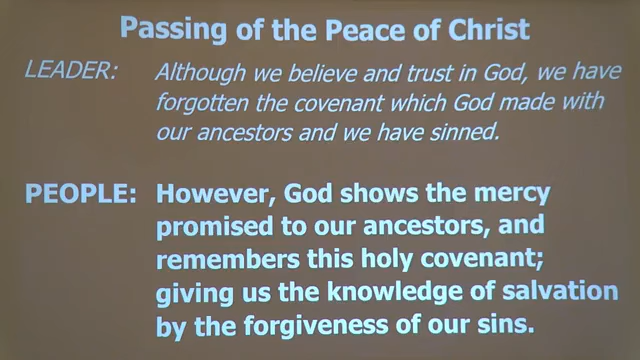 Passing of the Peace of Christ
LEADER: Although we believe and trust in God, we have
forgotten the covenant which God made with
our ancestors and we have sinned.
PEOPLE: However, God shows the mercy
promised to our ancestors, and
remembers this holy covenant;
giving us the knowledge of salvation
by the forgiveness of our sins.